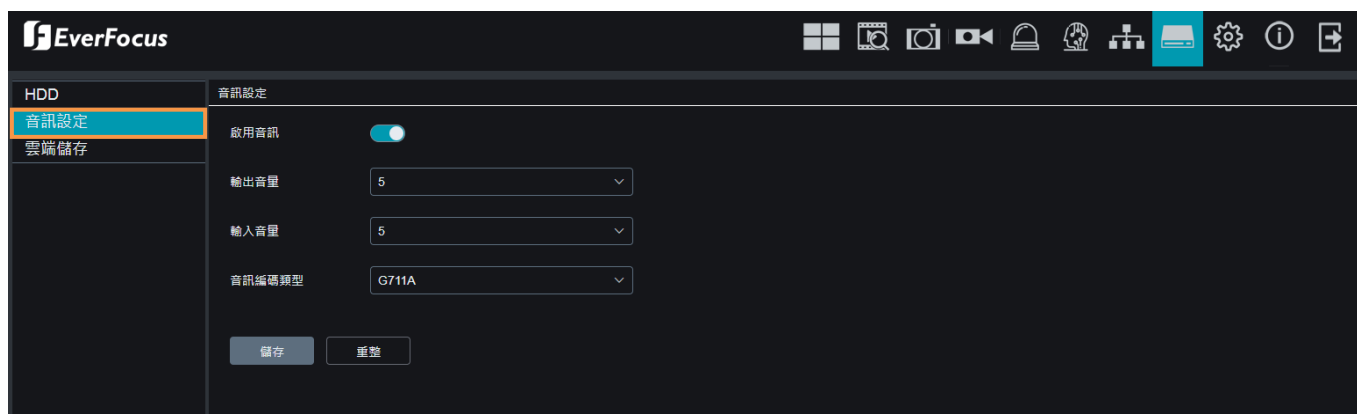 EverFocus
HDD
音訊設定
雲端儲存
音訊設定
啟用音訊
輸出音量
5
輸入音量
5
音訊編碼類型
G711A
儲存
重整